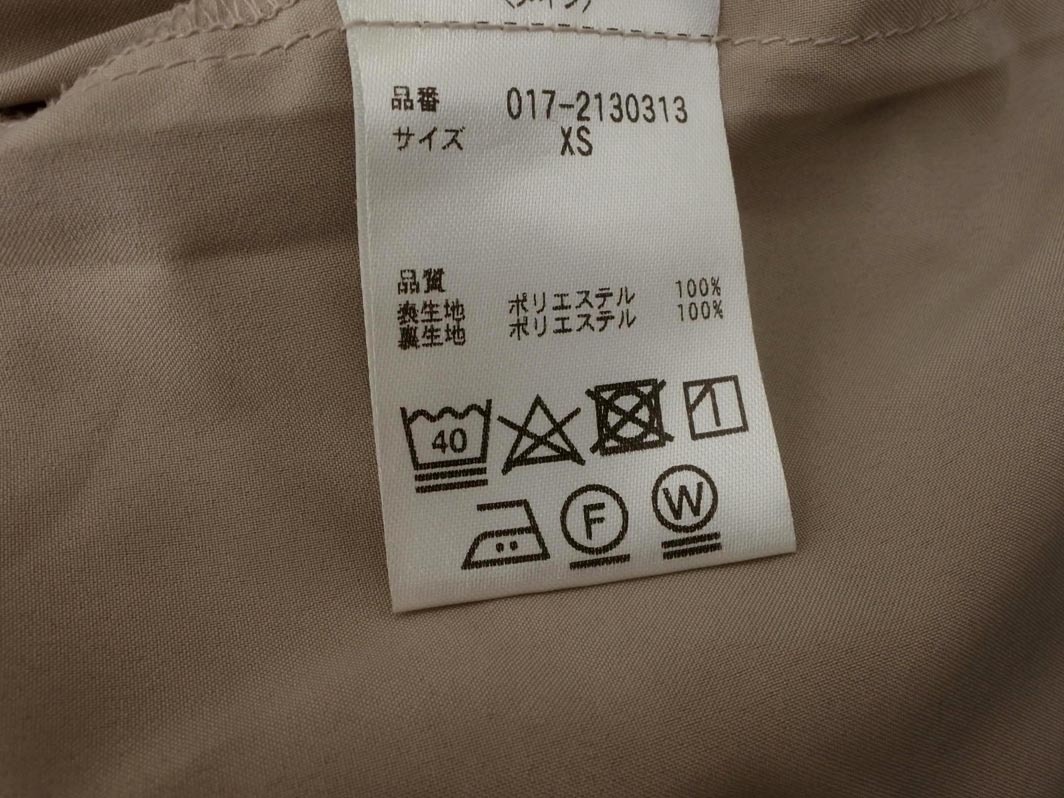 品番 017-2130313
サイズ XS
品質
表生地 ポリエステル 100%
裏生地 ポリエステル 100%
40
F
W